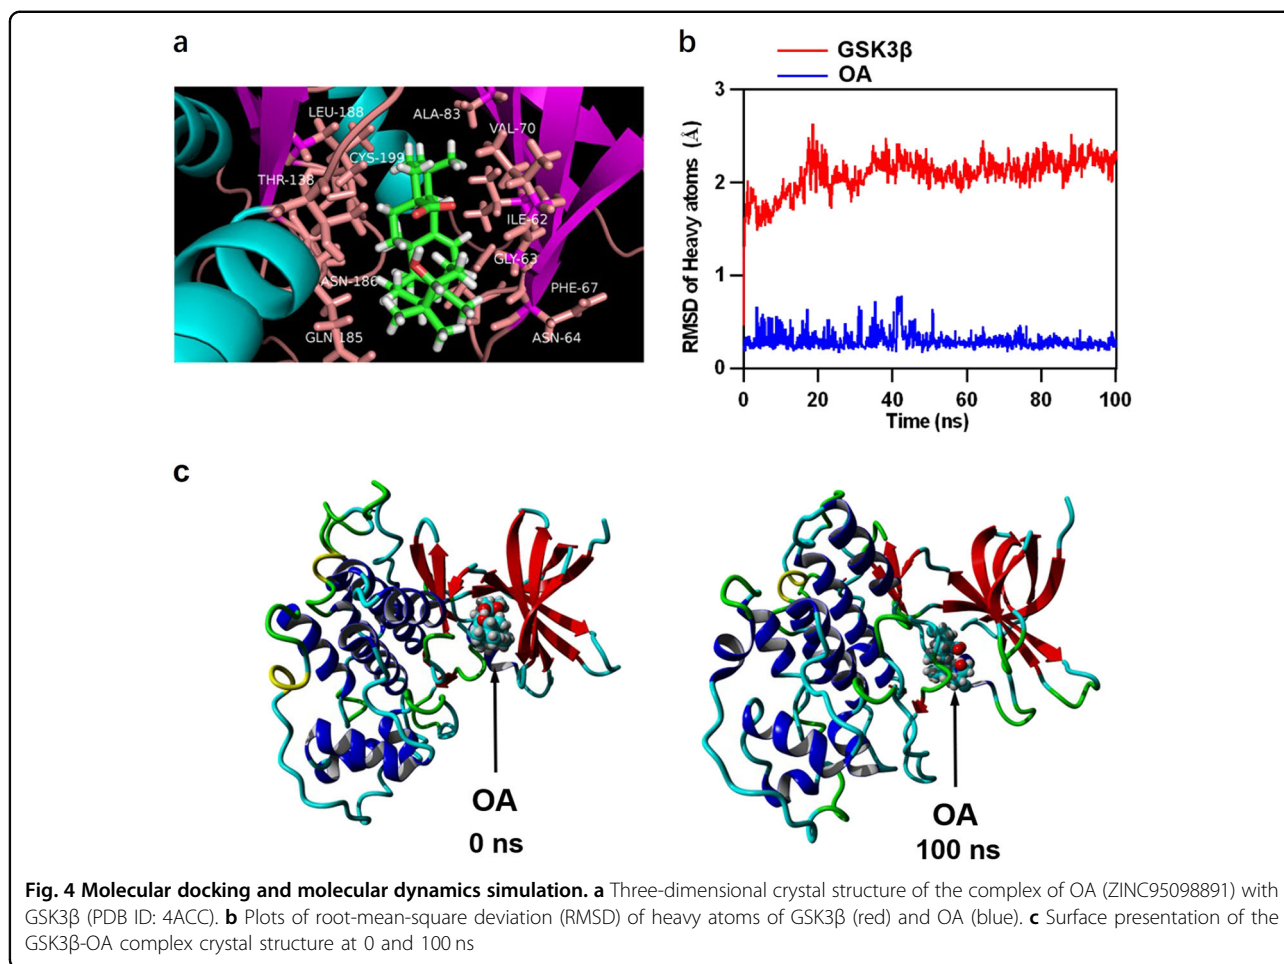 a
LEU-188
ALA-83
VAL-70
CYS-199
THR-138
ILE-62
GLY-63
ASN-186
PHE-67
GLN-185
ASN-64
b
GSK3β
OA
RMSD of Heavy atoms (Å)
3
2
1
0
0 20 40 60 80 100
Time (ns)
c
OA
0 ns
OA
100 ns
Fig. 4 Molecular docking and molecular dynamics simulation. a Three-dimensional crystal structure of the complex of OA (ZINC95098891) with
GSK3β (PDB ID: 4ACC). b Plots of root-mean-square deviation (RMSD) of heavy atoms of GSK3β (red) and OA (blue). c Surface presentation of the
GSK3β-OA complex crystal structure at 0 and 100 ns